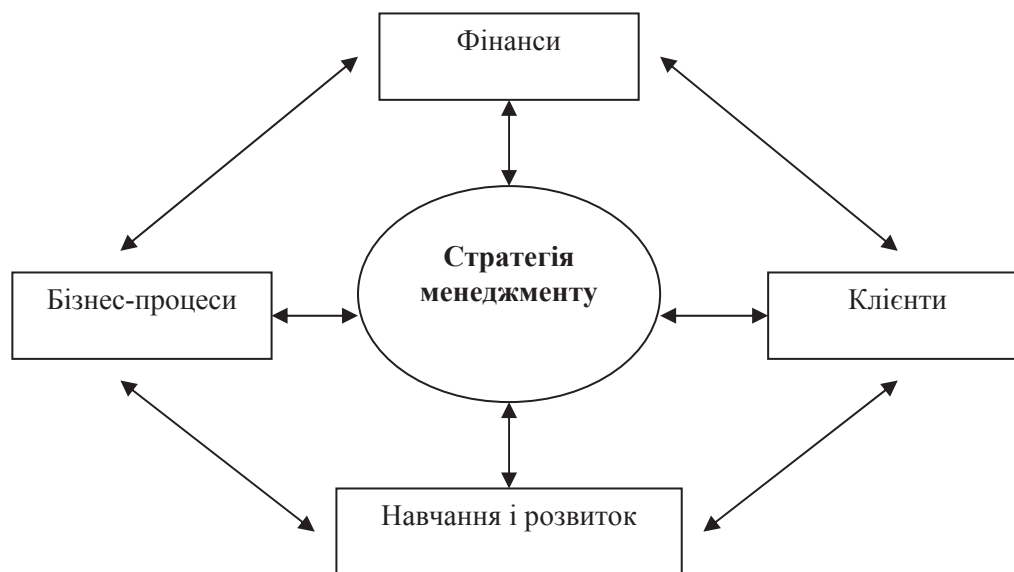 Фінанси
Стратегія
менеджменту
Бізнес-процеси
Клієнти
Навчання і розвиток